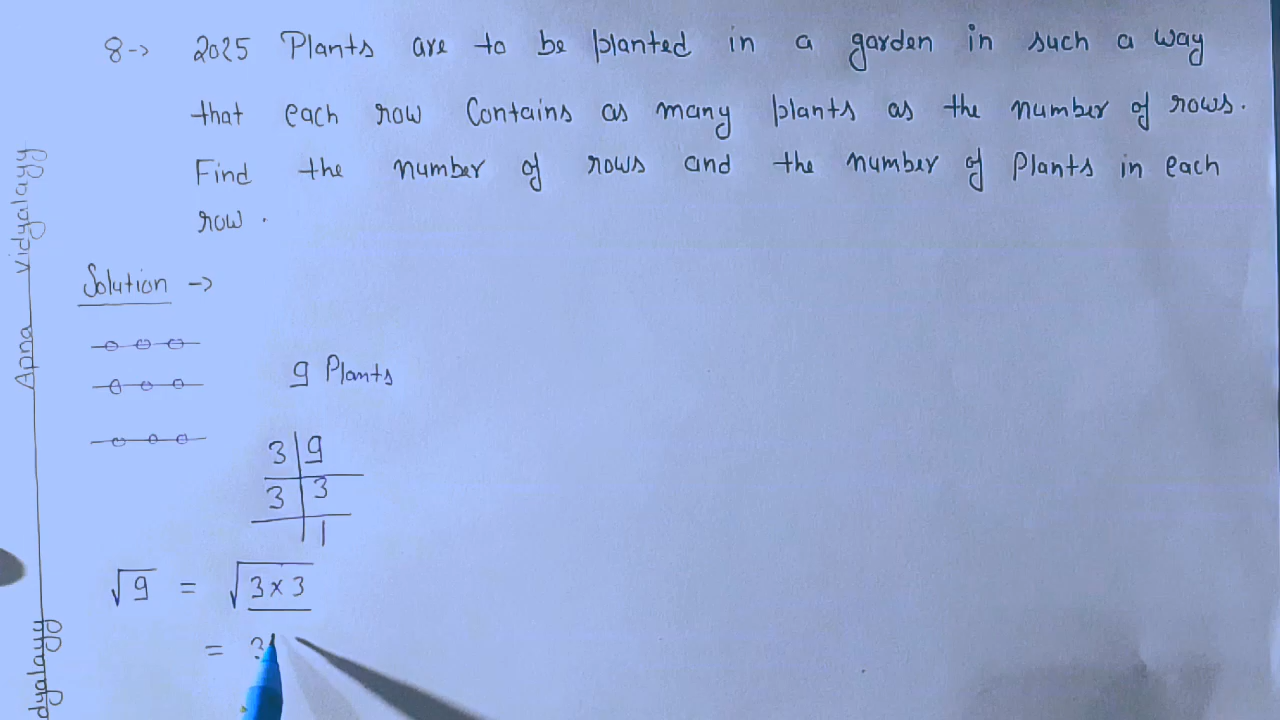 8-> 2025 Plants are to be planted in a garden in such a way
that each row Contains as many plants as the number of rows.
Find the number of rows and the number of Plants in each
row.
Solution ->
9 Plants
3 | 9
3 | 3
1
√9 = √3×3
= 3
Apna Vidyalayy
dyalayy